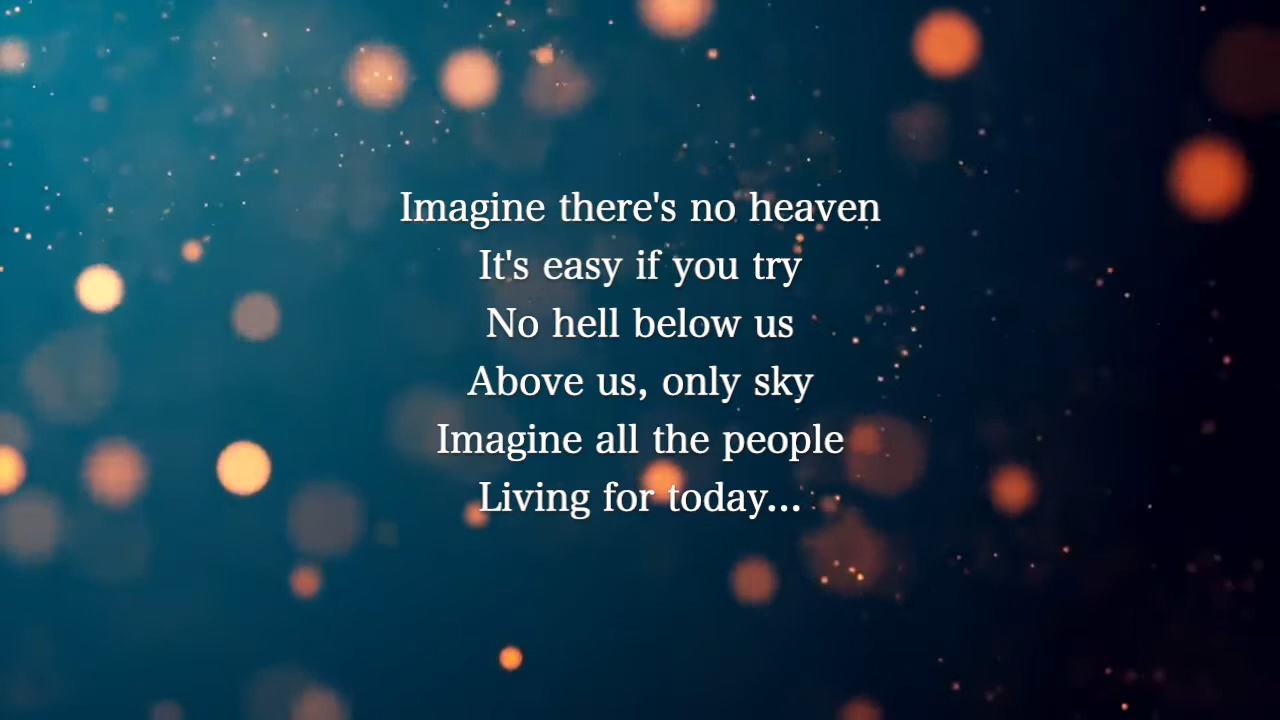 Imagine there's no heaven
It's easy if you try
No hell below us
Above us, only sky
Imagine all the people
Living for today...